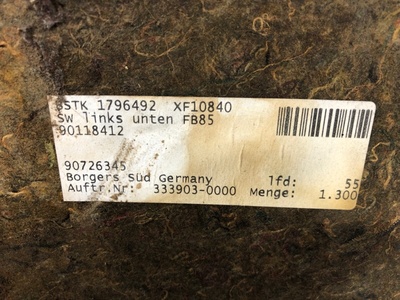 BSTK 1796492 XF10840
SW links unten FB85
90118412
90726345
Borgers Süd Germany lfd: 55
Auftr.Nr: 333903-0000 Menge: 1.300